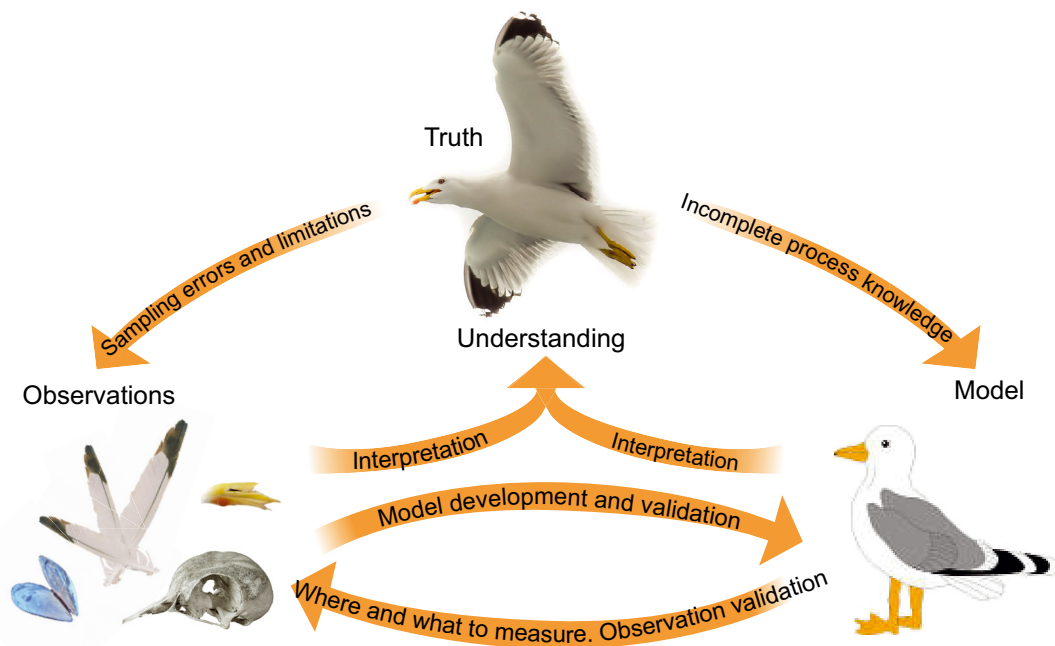 Truth
Sampling errors and limitations
Incomplete process knowledge
Understanding
Observations
Model
Interpretation
Interpretation
Model development and validation
Where and what to measure. Observation validation